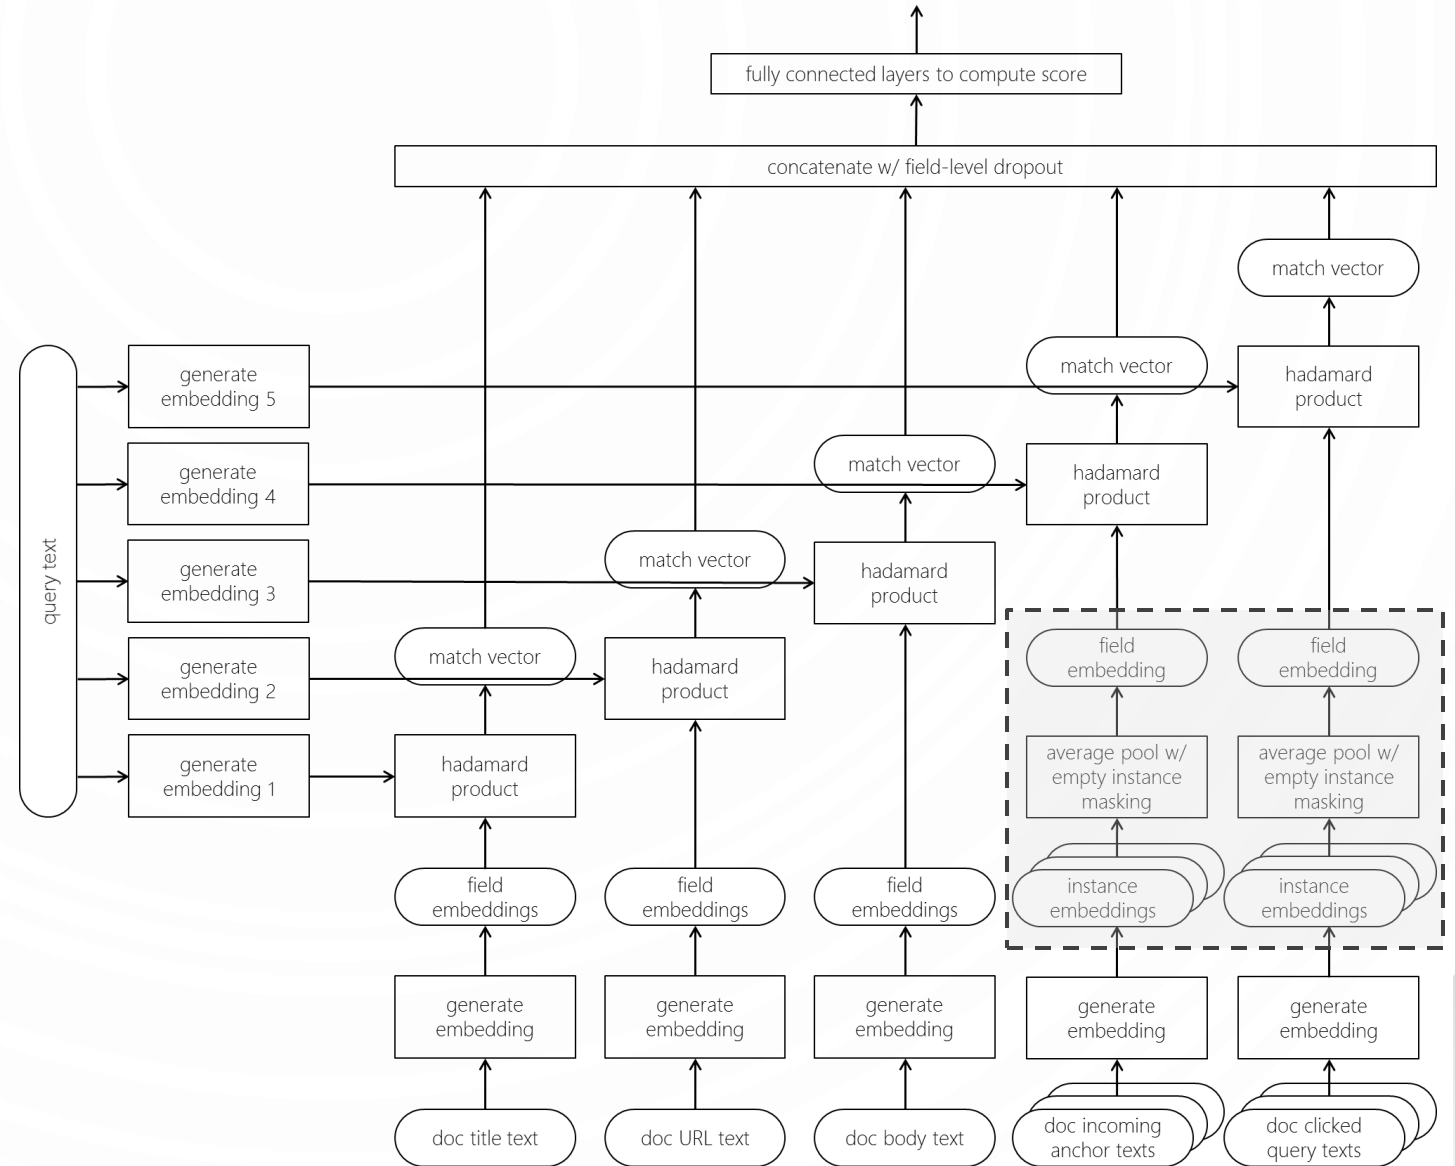 fully connected layers to compute score
concatenate w/ field-level dropout
match vector
match vector
generate
embedding 5
hadamard
product
match vector
generate
embedding 4
hadamard
product
match vector
query text
generate
embedding 3
hadamard
product
match vector
generate
embedding 2
hadamard
product
field
embedding
field
embedding
generate
embedding 1
hadamard
product
average pool w/
empty instance
masking
average pool w/
empty instance
masking
field
embeddings
field
embeddings
field
embeddings
instance
embeddings
instance
embeddings
generate
embedding
generate
embedding
generate
embedding
generate
embedding
generate
embedding
doc title text
doc URL text
doc body text
doc incoming
anchor texts
doc clicked
query texts